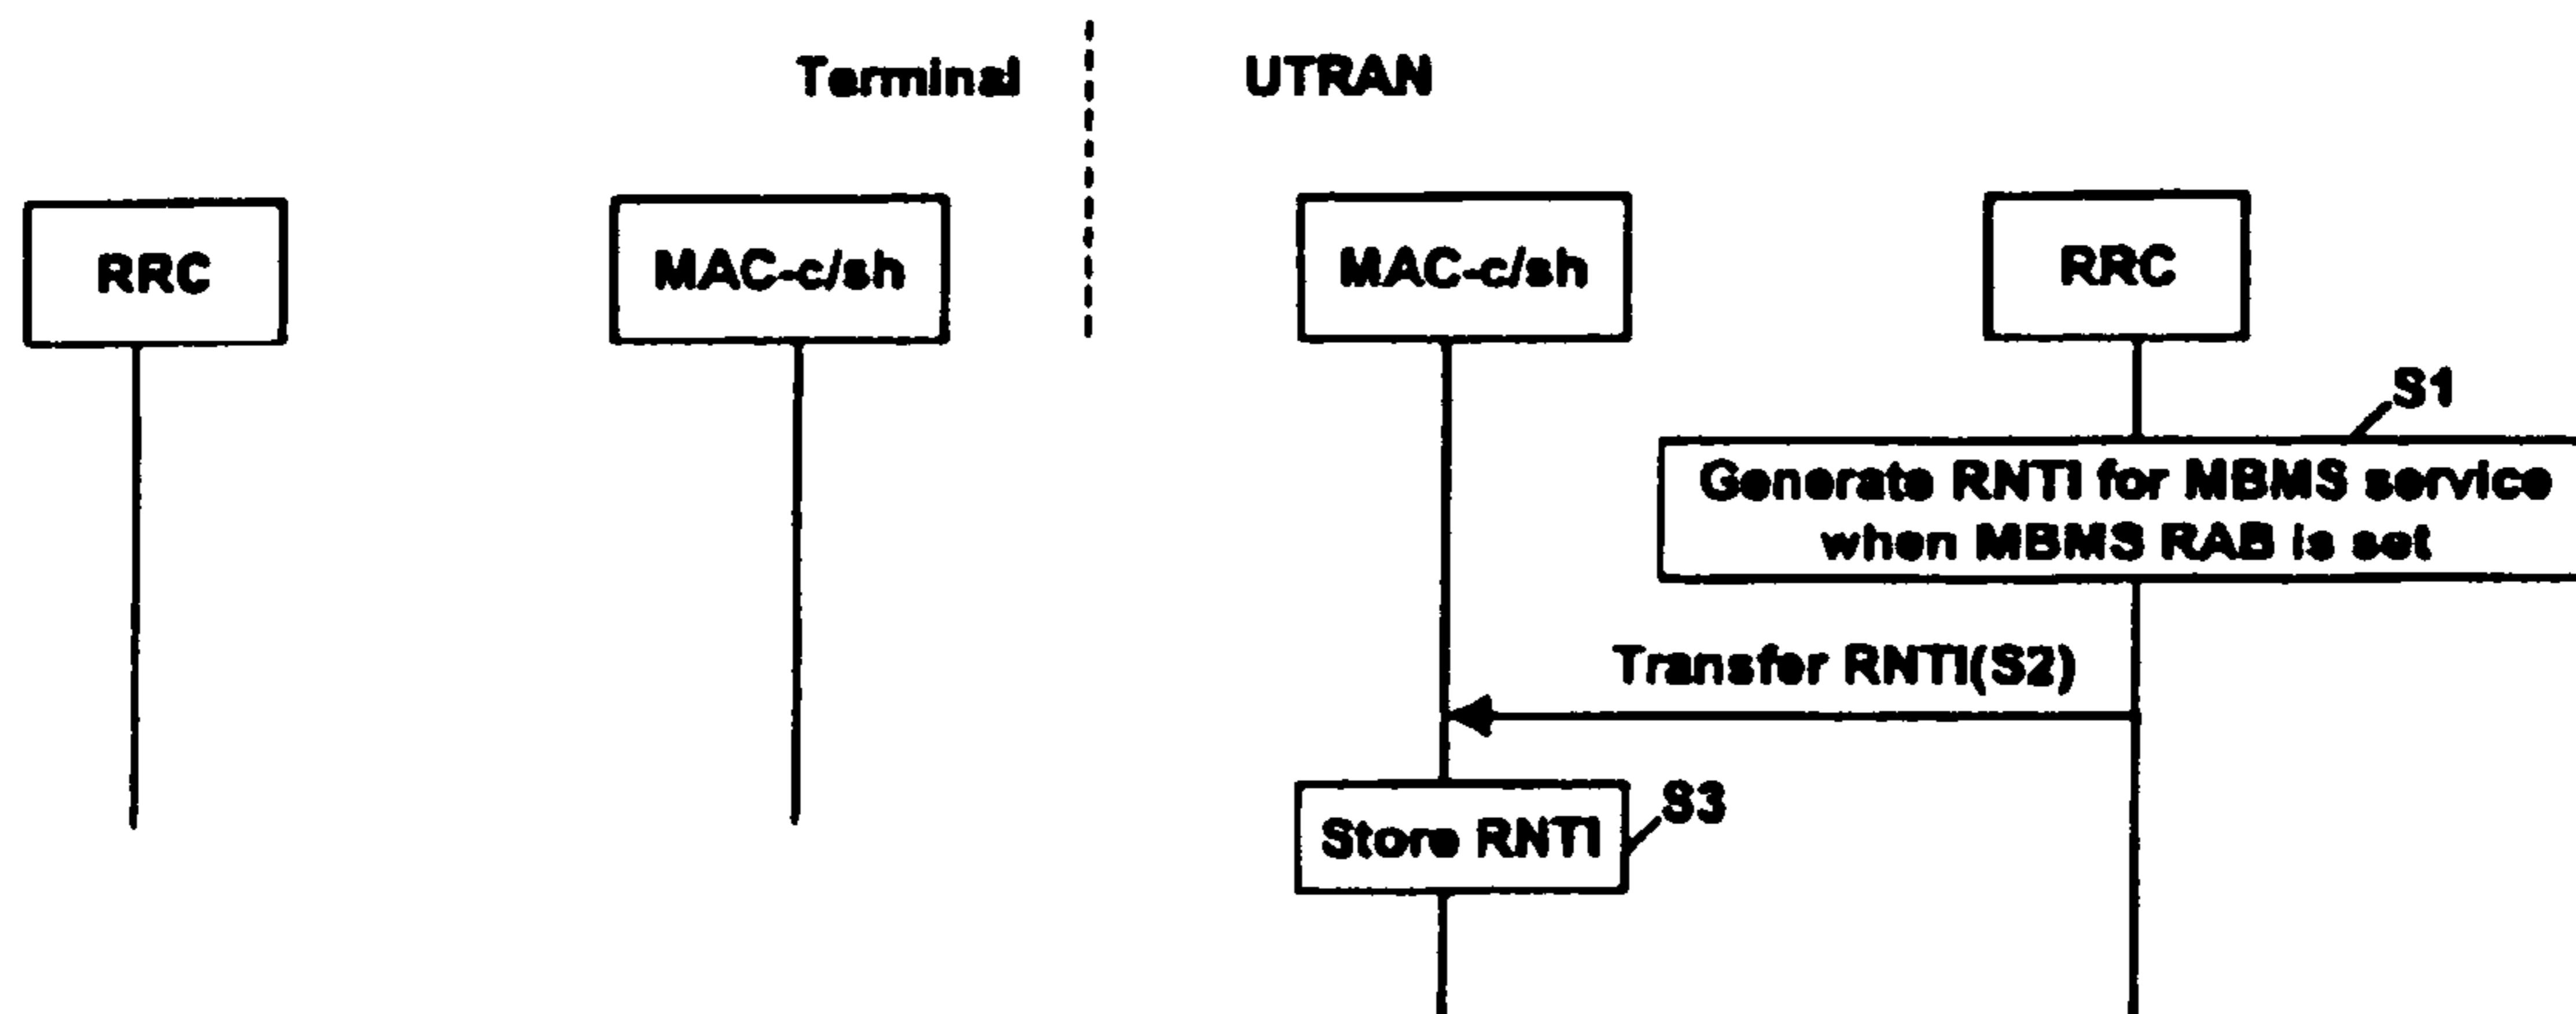 Terminal
UTRAN
RRC
MAC-c/sh
MAC-c/sh
RRC
S1
Generate RNTI for MBMS service
when MBMS RAB is set
Transfer RNTI(S2)
Store RNTI
S3